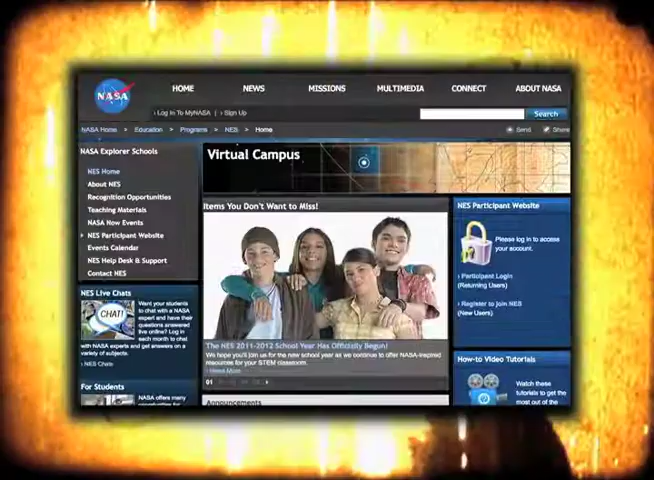 NASA
HOME
NEWS
MISSIONS
MULTIMEDIA
CONNECT
ABOUT NASA
› Log In To MyNASA | › Sign Up
Search
NASA Home > Education > Programs > NES > Home
Send
Share
NASA Explorer Schools
NES Home
About NES
Recognition Opportunities
Teaching Materials
NASA Now Events
NES Participant Website
Events Calendar
NES Help Desk & Support
Contact NES
NES Live Chats
CHAT!
Want your students
to chat with a NASA
expert and have their
questions answered
live online? Log in
each month to chat
with NASA experts and get answers on a
variety of subjects.
› NES Chats
For Students
NASA offers many
Virtual Campus
Items You Don't Want to Miss!
The NES 2011-2012 School Year Has Officially Begun!
We hope you'll join us for the new school year as we continue to offer NASA-inspired
resources for your STEM classroom.
› Read More
01
Announcements
NES Participant Website
Please log in to access
your account.
› Participant Login
(Returning Users)
› Register to join NES
(New Users)
How-to Video Tutorials
Watch these
tutorials to get the
most out of the